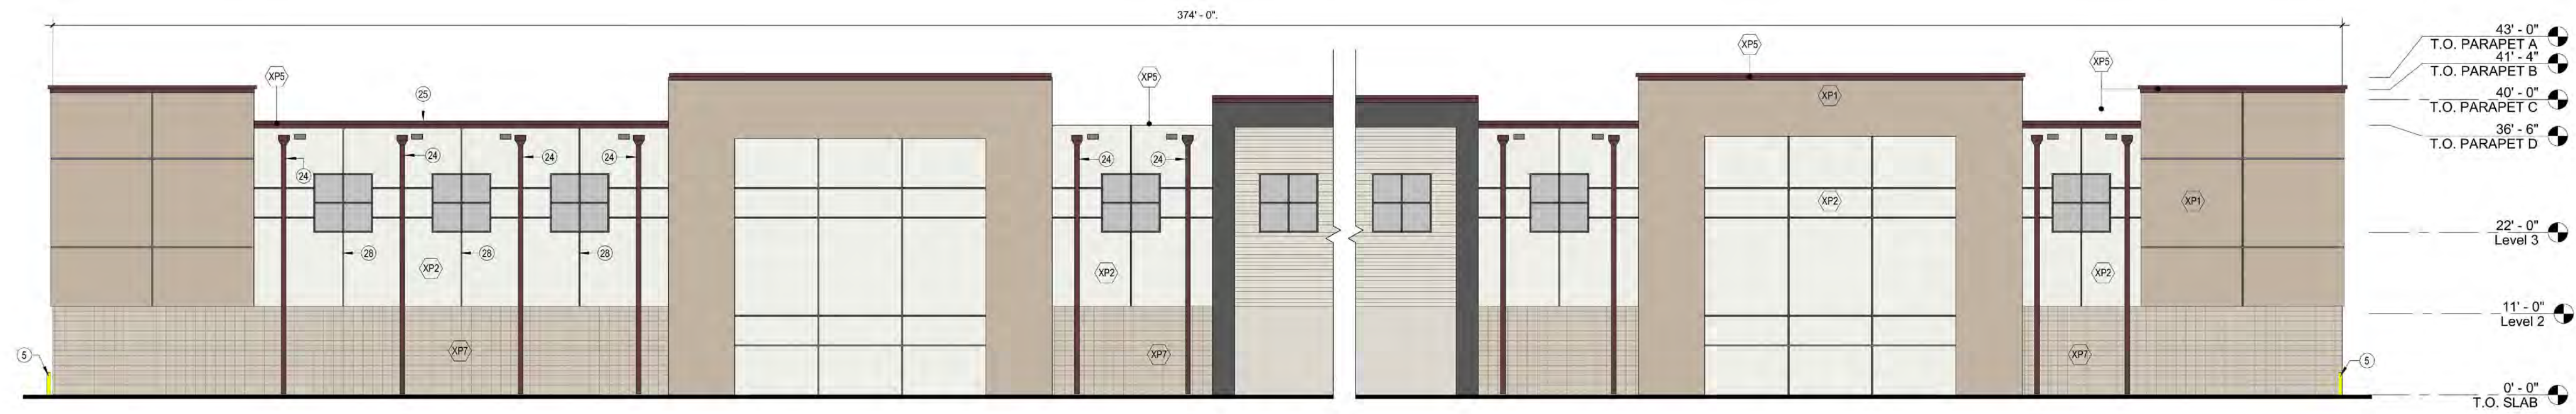 374' - 0".
43' - 0"
T.O. PARAPET A
41' - 4"
T.O. PARAPET B
40' - 0"
T.O. PARAPET C
36' - 6"
T.O. PARAPET D
22' - 0"
Level 3
11' - 0"
Level 2
0' - 0"
T.O. SLAB
XP5
XP5
XP5
XP5
25
XP1
24
24
24
24
24
24
24
XP2
XP1
28
28
28
XP2
XP2
XP2
XP7
XP7
XP7
5
5